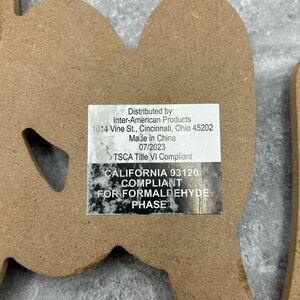 Distributed by:
Inter-American Products
1014 Vine St., Cincinnati, Ohio 45202
Made in China
07/2023
TSCA Title VI Compliant
CALIFORNIA 93120
COMPLIANT
FOR FORMALDEHYDE
PHASE